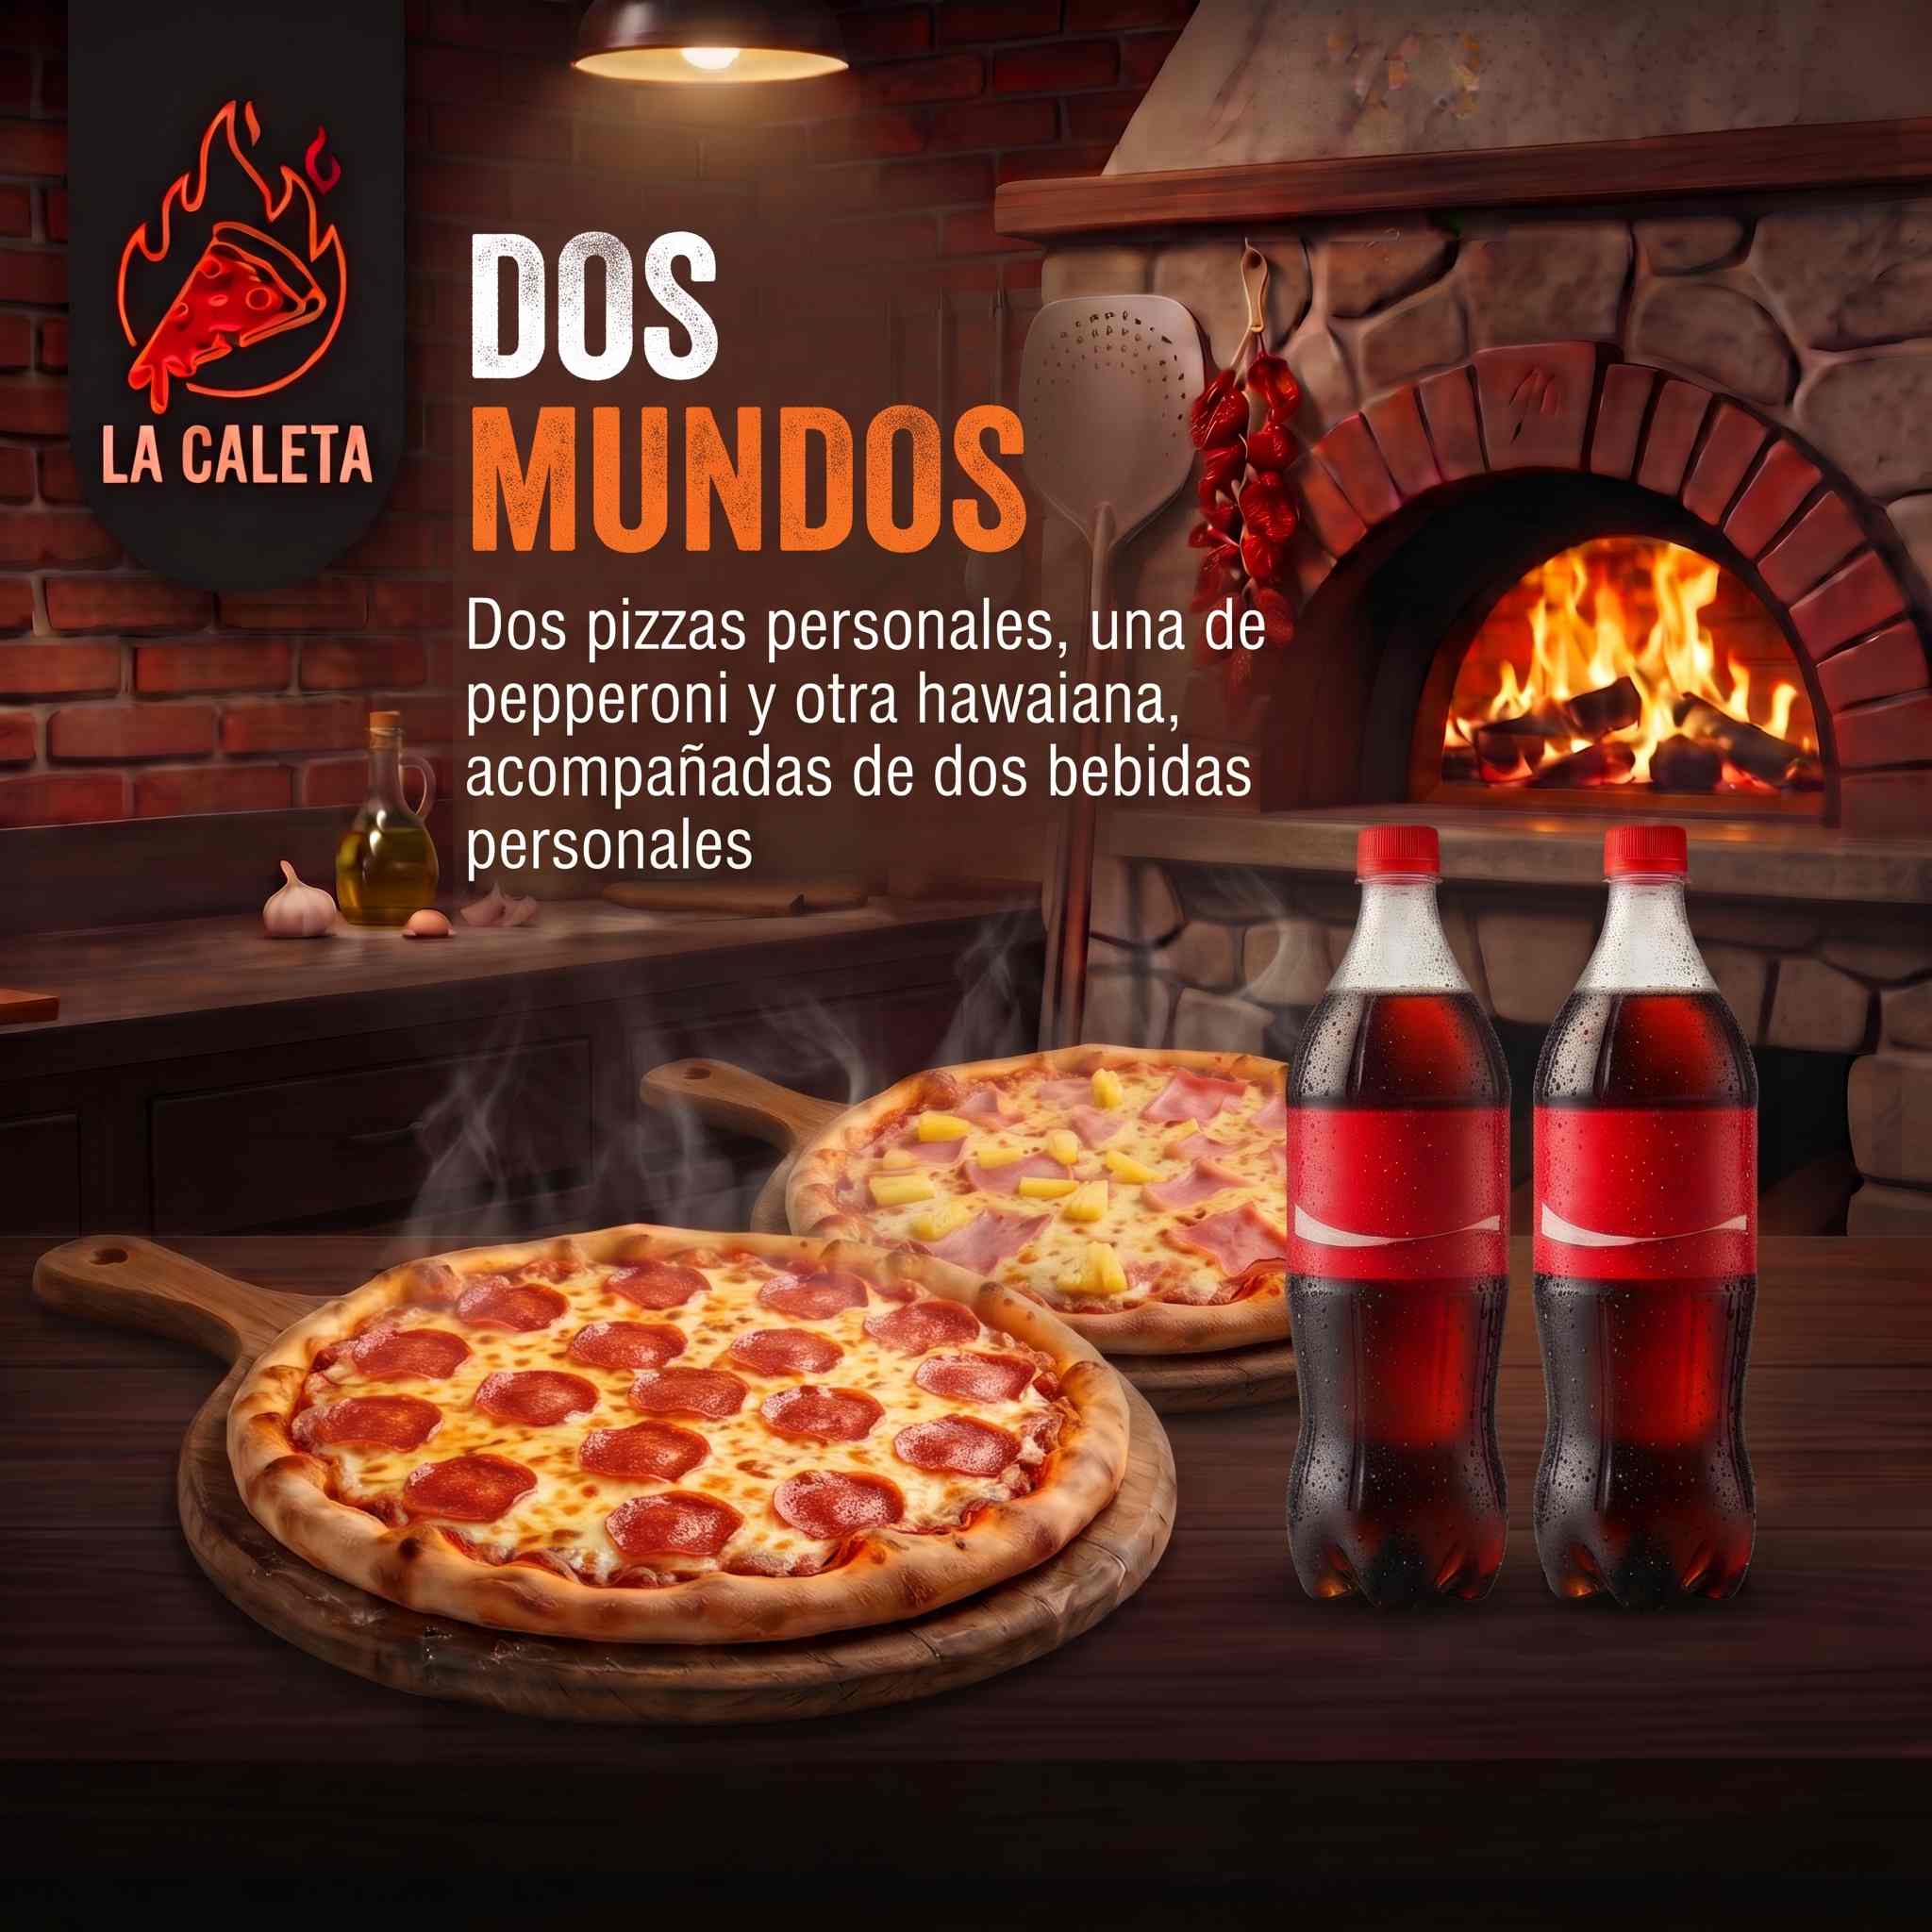 LA CALETA
DOS
MUNDOS
Dos pizzas personales, una de
pepperoni y otra hawaiana,
acompañadas de dos bebidas
personales